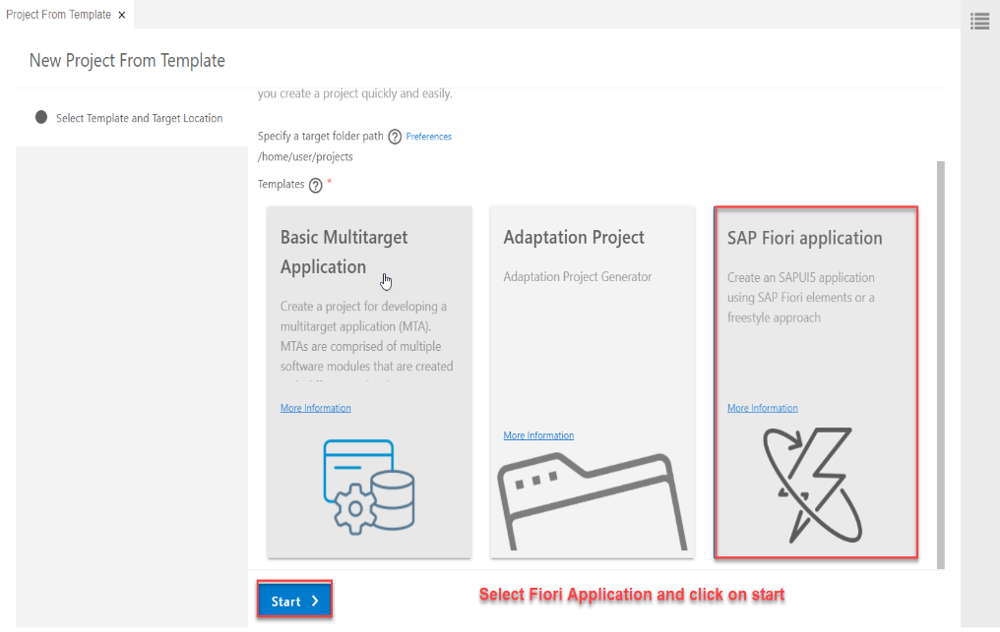 Project From Template
New Project From Template
you create a project quickly and easily.
Select Template and Target Location
Specify a target folder path ? Preferences
/home/user/projects
Templates ? *
Basic Multitarget
Application
Create a project for developing a
multitarget application (MTA).
MTAs are comprised of multiple
software modules that are created
More Information
Adaptation Project
Adaptation Project Generator
More Information
SAP Fiori application
Create an SAPUI5 application
using SAP Fiori elements or a
freestyle approach
More Information
Start
Select Fiori Application and click on start